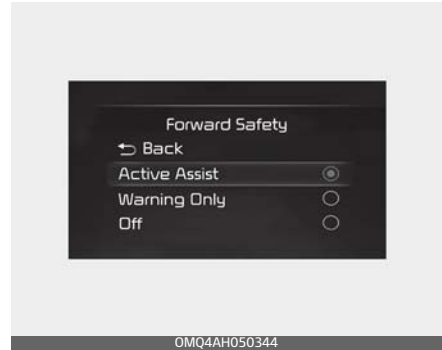 Forward Safety
Back
Active Assist
Warning Only
Off
OMQ4AH050344